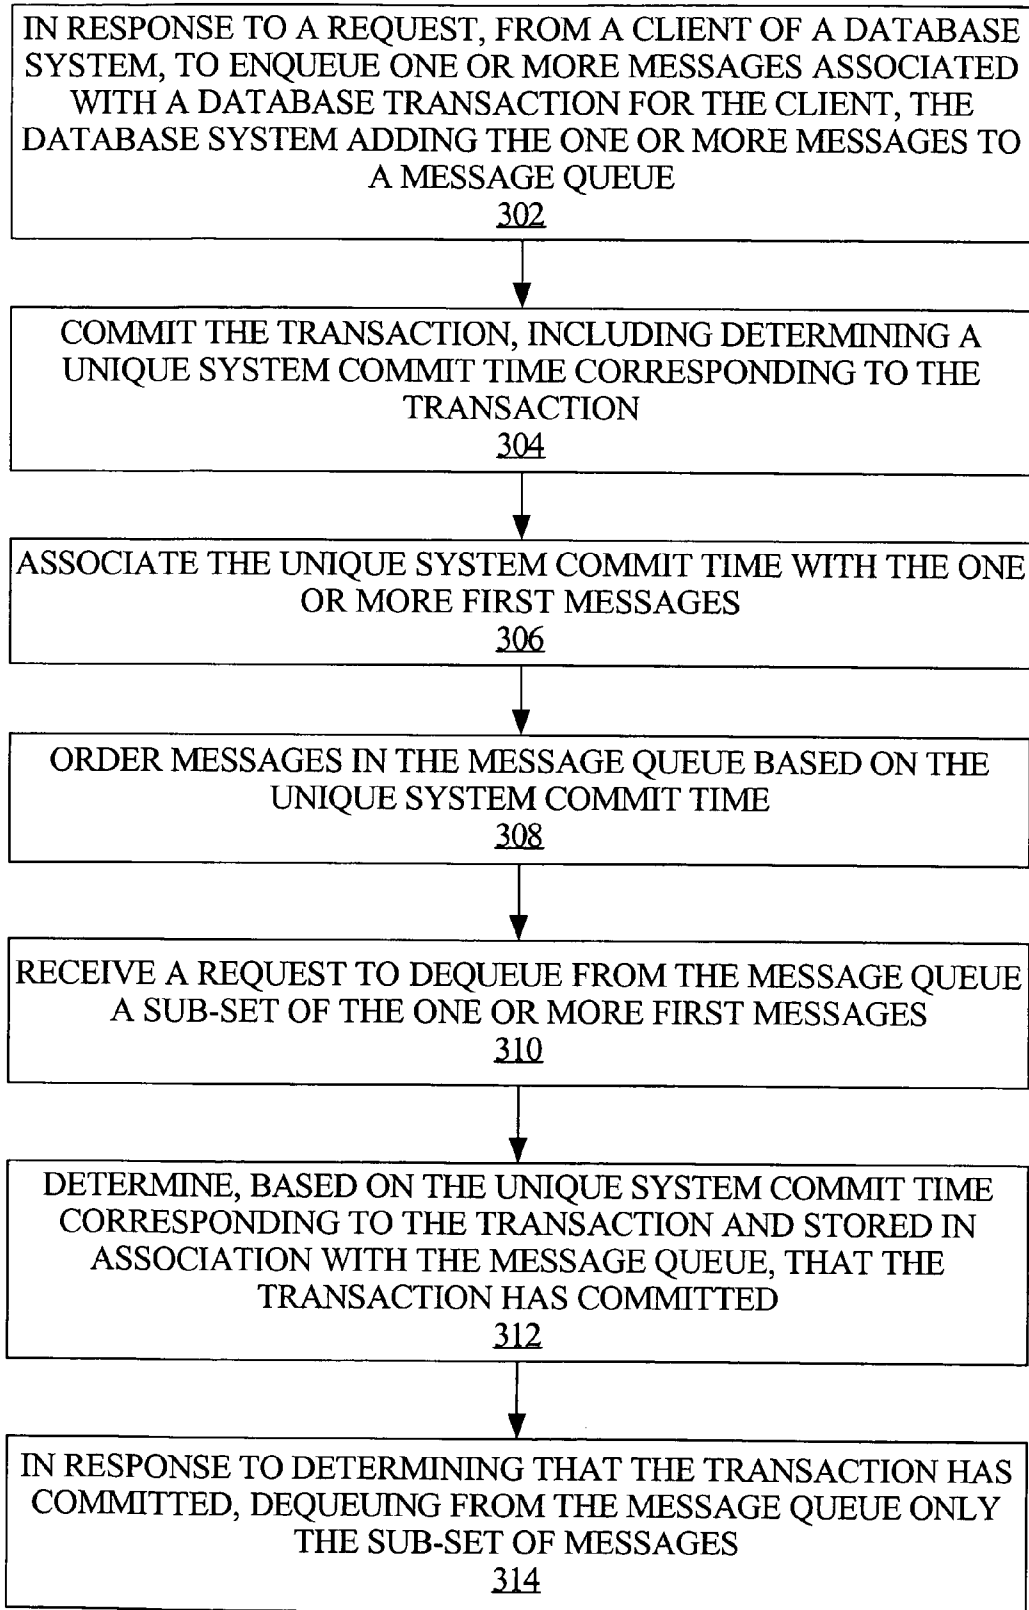 IN RESPONSE TO A REQUEST, FROM A CLIENT OF A DATABASE
SYSTEM, TO ENQUEUE ONE OR MORE MESSAGES ASSOCIATED
WITH A DATABASE TRANSACTION FOR THE CLIENT, THE
DATABASE SYSTEM ADDING THE ONE OR MORE MESSAGES TO
A MESSAGE QUEUE
302
COMMIT THE TRANSACTION, INCLUDING DETERMINING A
UNIQUE SYSTEM COMMIT TIME CORRESPONDING TO THE
TRANSACTION
304
ASSOCIATE THE UNIQUE SYSTEM COMMIT TIME WITH THE ONE
OR MORE FIRST MESSAGES
306
ORDER MESSAGES IN THE MESSAGE QUEUE BASED ON THE
UNIQUE SYSTEM COMMIT TIME
308
RECEIVE A REQUEST TO DEQUEUE FROM THE MESSAGE QUEUE
A SUB-SET OF THE ONE OR MORE FIRST MESSAGES
310
DETERMINE, BASED ON THE UNIQUE SYSTEM COMMIT TIME
CORRESPONDING TO THE TRANSACTION AND STORED IN
ASSOCIATION WITH THE MESSAGE QUEUE, THAT THE
TRANSACTION HAS COMMITTED
312
IN RESPONSE TO DETERMINING THAT THE TRANSACTION HAS
COMMITTED, DEQUEUING FROM THE MESSAGE QUEUE ONLY
THE SUB-SET OF MESSAGES
314